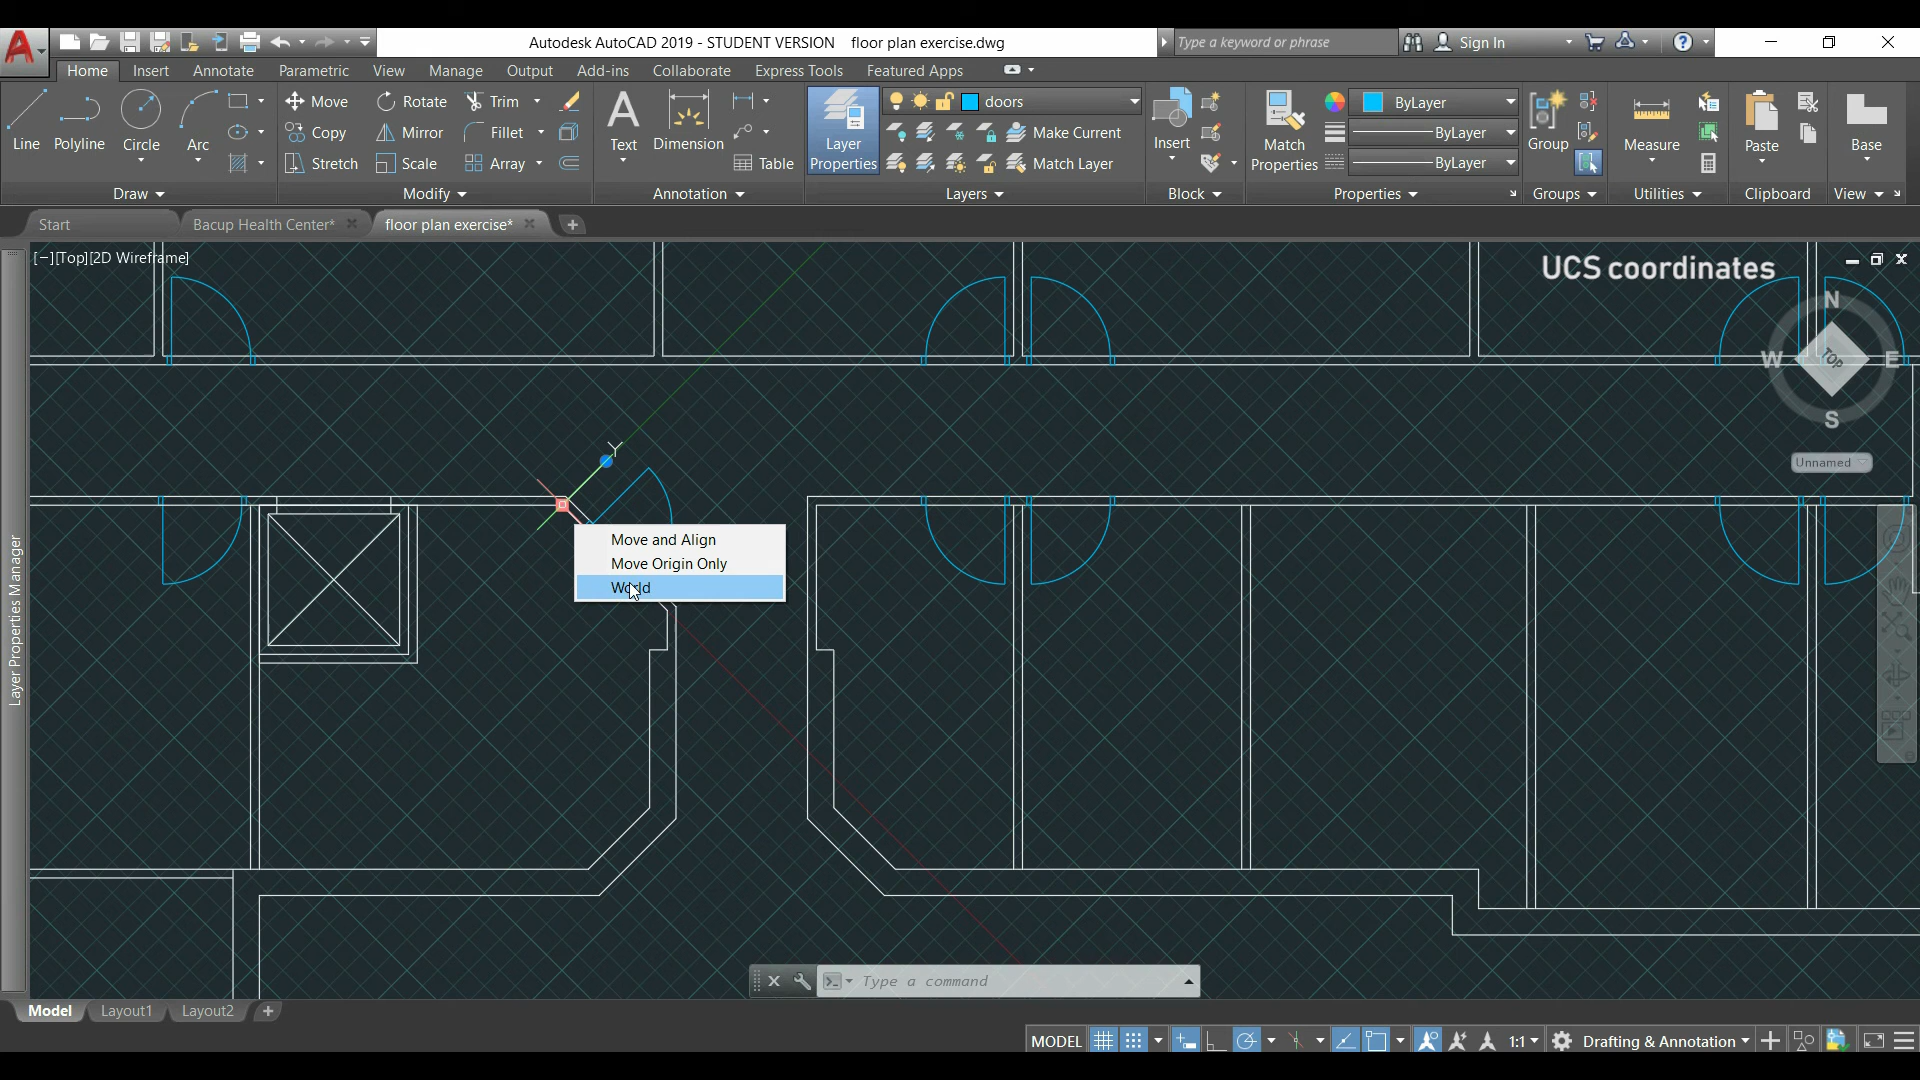 Autodesk AutoCAD 2019 - STUDENT VERSION floor plan exercise.dwg
Type a keyword or phrase
Sign In
Home Insert Annotate Parametric View Manage Output Add-ins Collaborate Express Tools Featured Apps
Line Polyline Circle Arc
Move Rotate Trim
Copy Mirror Fillet
Stretch Scale Array
Text Dimension Table
Layer Properties
doors
Make Current
Match Layer
Insert
Match Properties
ByLayer
ByLayer
ByLayer
Group
Measure
Paste
Base
Draw Modify Annotation Layers Block Properties Groups Utilities Clipboard View
Start Bacup Health Center* floor plan exercise*
[−][Top][2D Wireframe]
UCS coordinates
N
W TOP E
S
Unnamed
Y
Move and Align
Move Origin Only
World
Layer Properties Manager
Type a command
Model Layout1 Layout2
MODEL 1:1 Drafting & Annotation